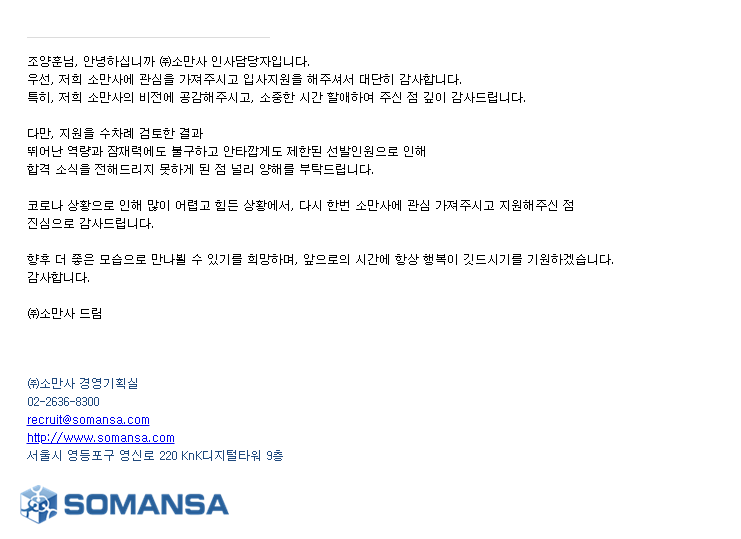 조양훈님, 안녕하십니까 ㈜소만사 인사담당자입니다.
우선, 저희 소만사에 관심을 가져주시고 입사지원을 해주셔서 대단히 감사합니다.
특히, 저희 소만사의 비전에 공감해주시고, 소중한 시간 할애하여 주신 점 깊이 감사드립니다.
다만, 지원을 수차례 검토한 결과
뛰어난 역량과 잠재력에도 불구하고 안타깝게도 제한된 선발인원으로 인해
합격 소식을 전해드리지 못하게 된 점 널리 양해를 부탁드립니다.
코로나 상황으로 인해 많이 어렵고 힘든 상황에서, 다시 한번 소만사에 관심 가져주시고 지원해주신 점
진심으로 감사드립니다.
향후 더 좋은 모습으로 만나뵐 수 있기를 희망하며, 앞으로의 시간에 항상 행복이 깃드시기를 기원하겠습니다.
감사합니다.
㈜소만사 드림
㈜소만사 경영기획실
02-2636-8300
recruit@somansa.com
http://www.somansa.com
서울시 영등포구 영신로 220 KnK디지털타워 9층
SOMANSA